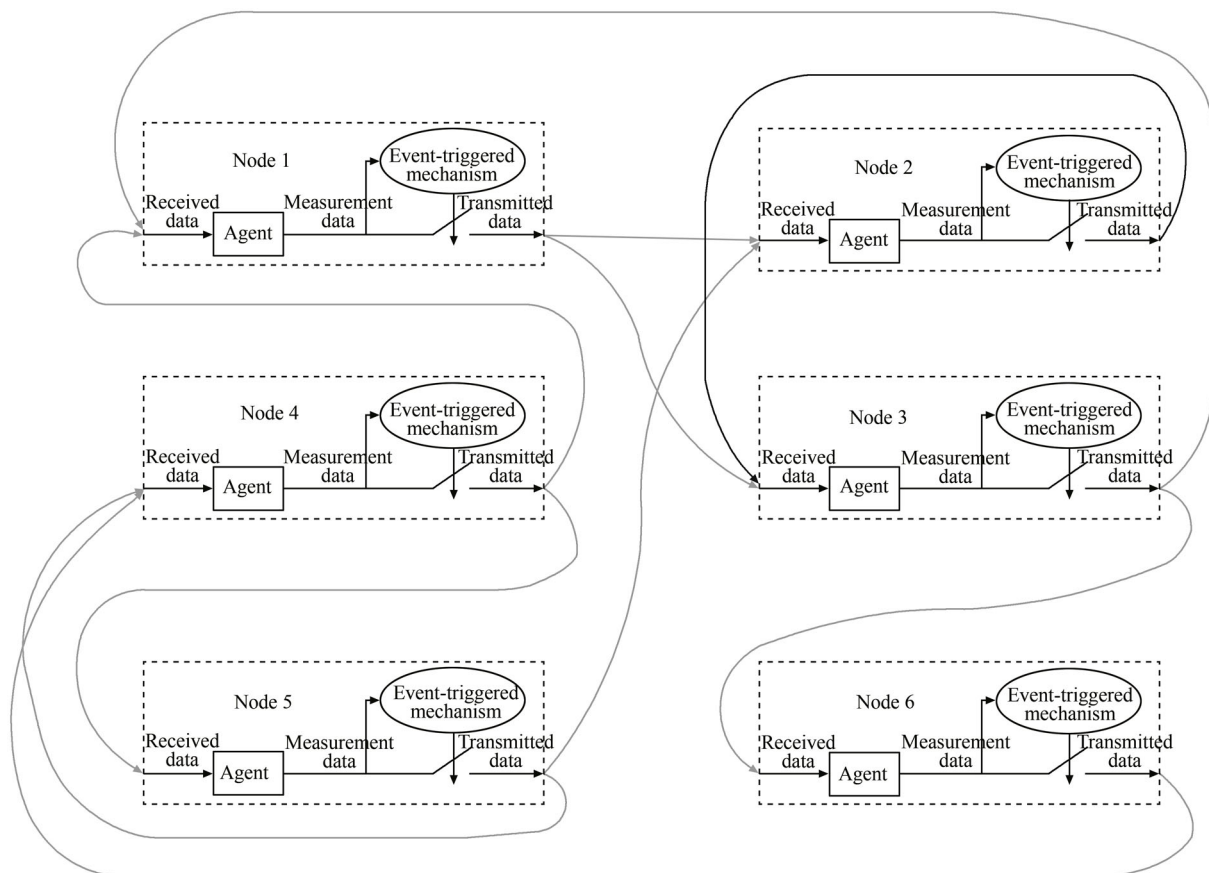 Node 1
Event-triggered
mechanism
Received
data
Agent
Measurement
data
Transmitted
data
Node 2
Event-triggered
mechanism
Received
data
Agent
Measurement
data
Transmitted
data
Node 4
Event-triggered
mechanism
Received
data
Agent
Measurement
data
Transmitted
data
Node 3
Event-triggered
mechanism
Received
data
Agent
Measurement
data
Transmitted
data
Node 5
Event-triggered
mechanism
Received
data
Agent
Measurement
data
Transmitted
data
Node 6
Event-triggered
mechanism
Received
data
Agent
Measurement
data
Transmitted
data